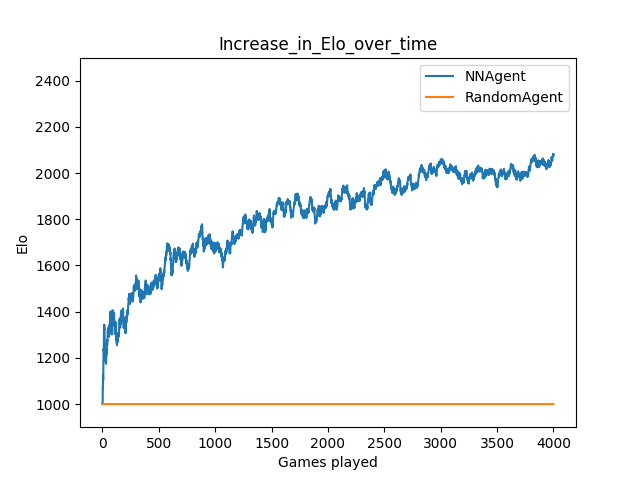 Increase_in_Elo_over_time
NNAgent
RandomAgent
2400
2200
2000
1800
1600
1400
1200
1000
Elo
0 500 1000 1500 2000 2500 3000 3500 4000
Games played